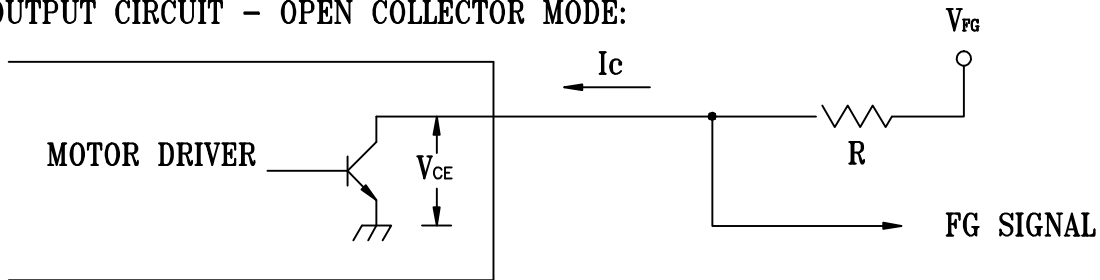 OUTPUT CIRCUIT - OPEN COLLECTOR MODE:
VFG
Ic
MOTOR DRIVER
VCE
R
FG SIGNAL